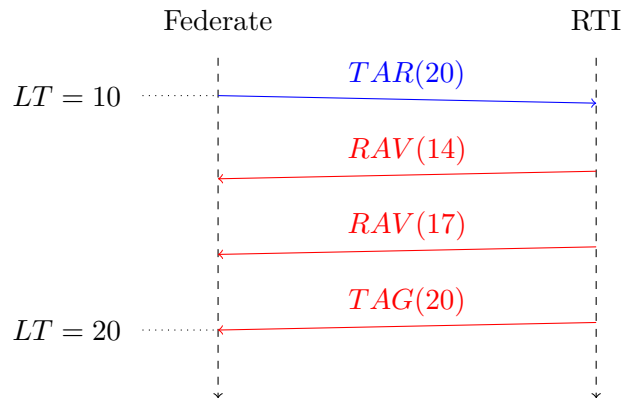 Federate RTI
LT = 10 TAR(20)
RAV(14)
RAV(17)
TAG(20)
LT = 20